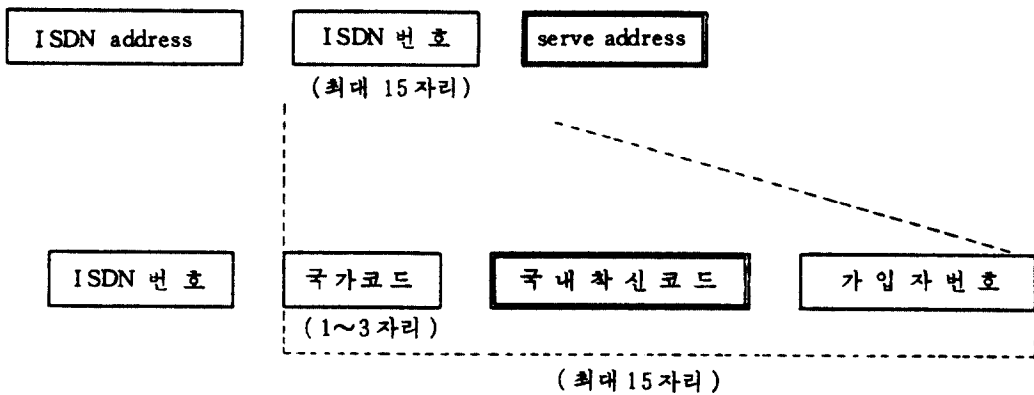 ISDN address ISDN 번호 serve address
(최대 15자리)
ISDN 번호 국가코드 국내착신코드 가입자번호
(1~3자리)
(최대15자리)